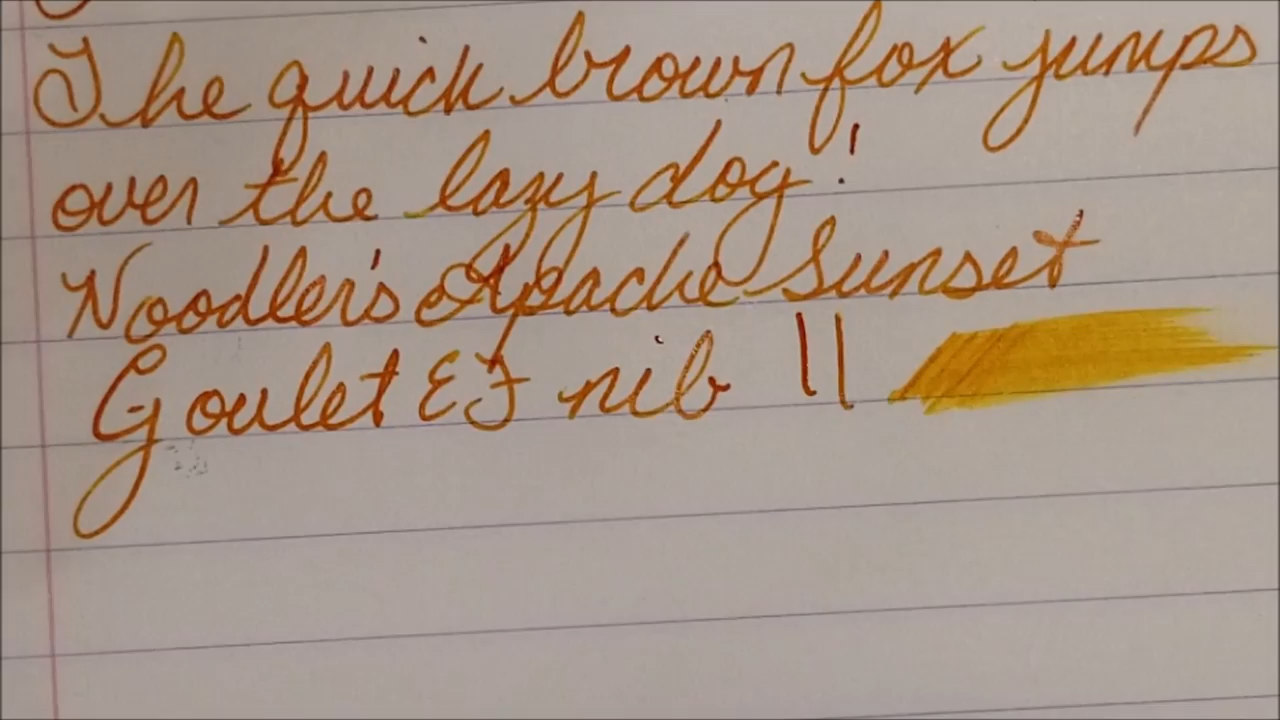 The quick brown fox jumps
over the lazy dog!
Noodler's Apache Sunset
Goulet EF nib ||